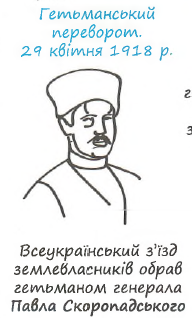 Гетьманський
переворот.
29 квітня 1918 р.
г
з
Всеукраїнський з’їзд
землевласників обрав
гетьманом генерала
Павла Скоропадського